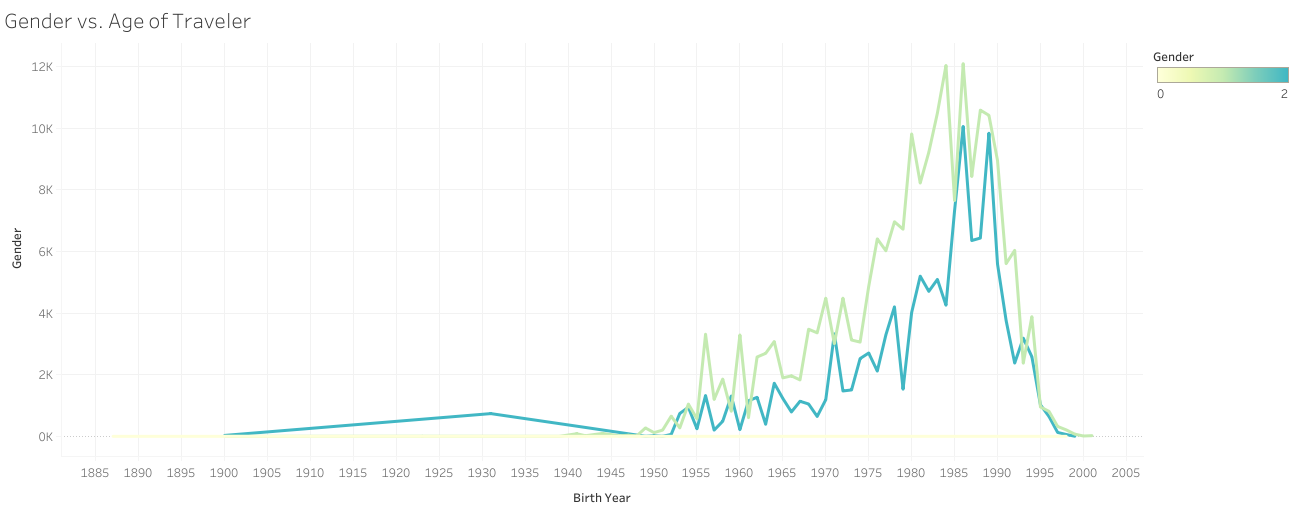 Gender vs. Age of Traveler
Gender
0 2
12K
10K
8K
6K
4K
2K
0K
Gender
1885 1890 1895 1900 1905 1910 1915 1920 1925 1930 1935 1940 1945 1950 1955 1960 1965 1970 1975 1980 1985 1990 1995 2000 2005
Birth Year